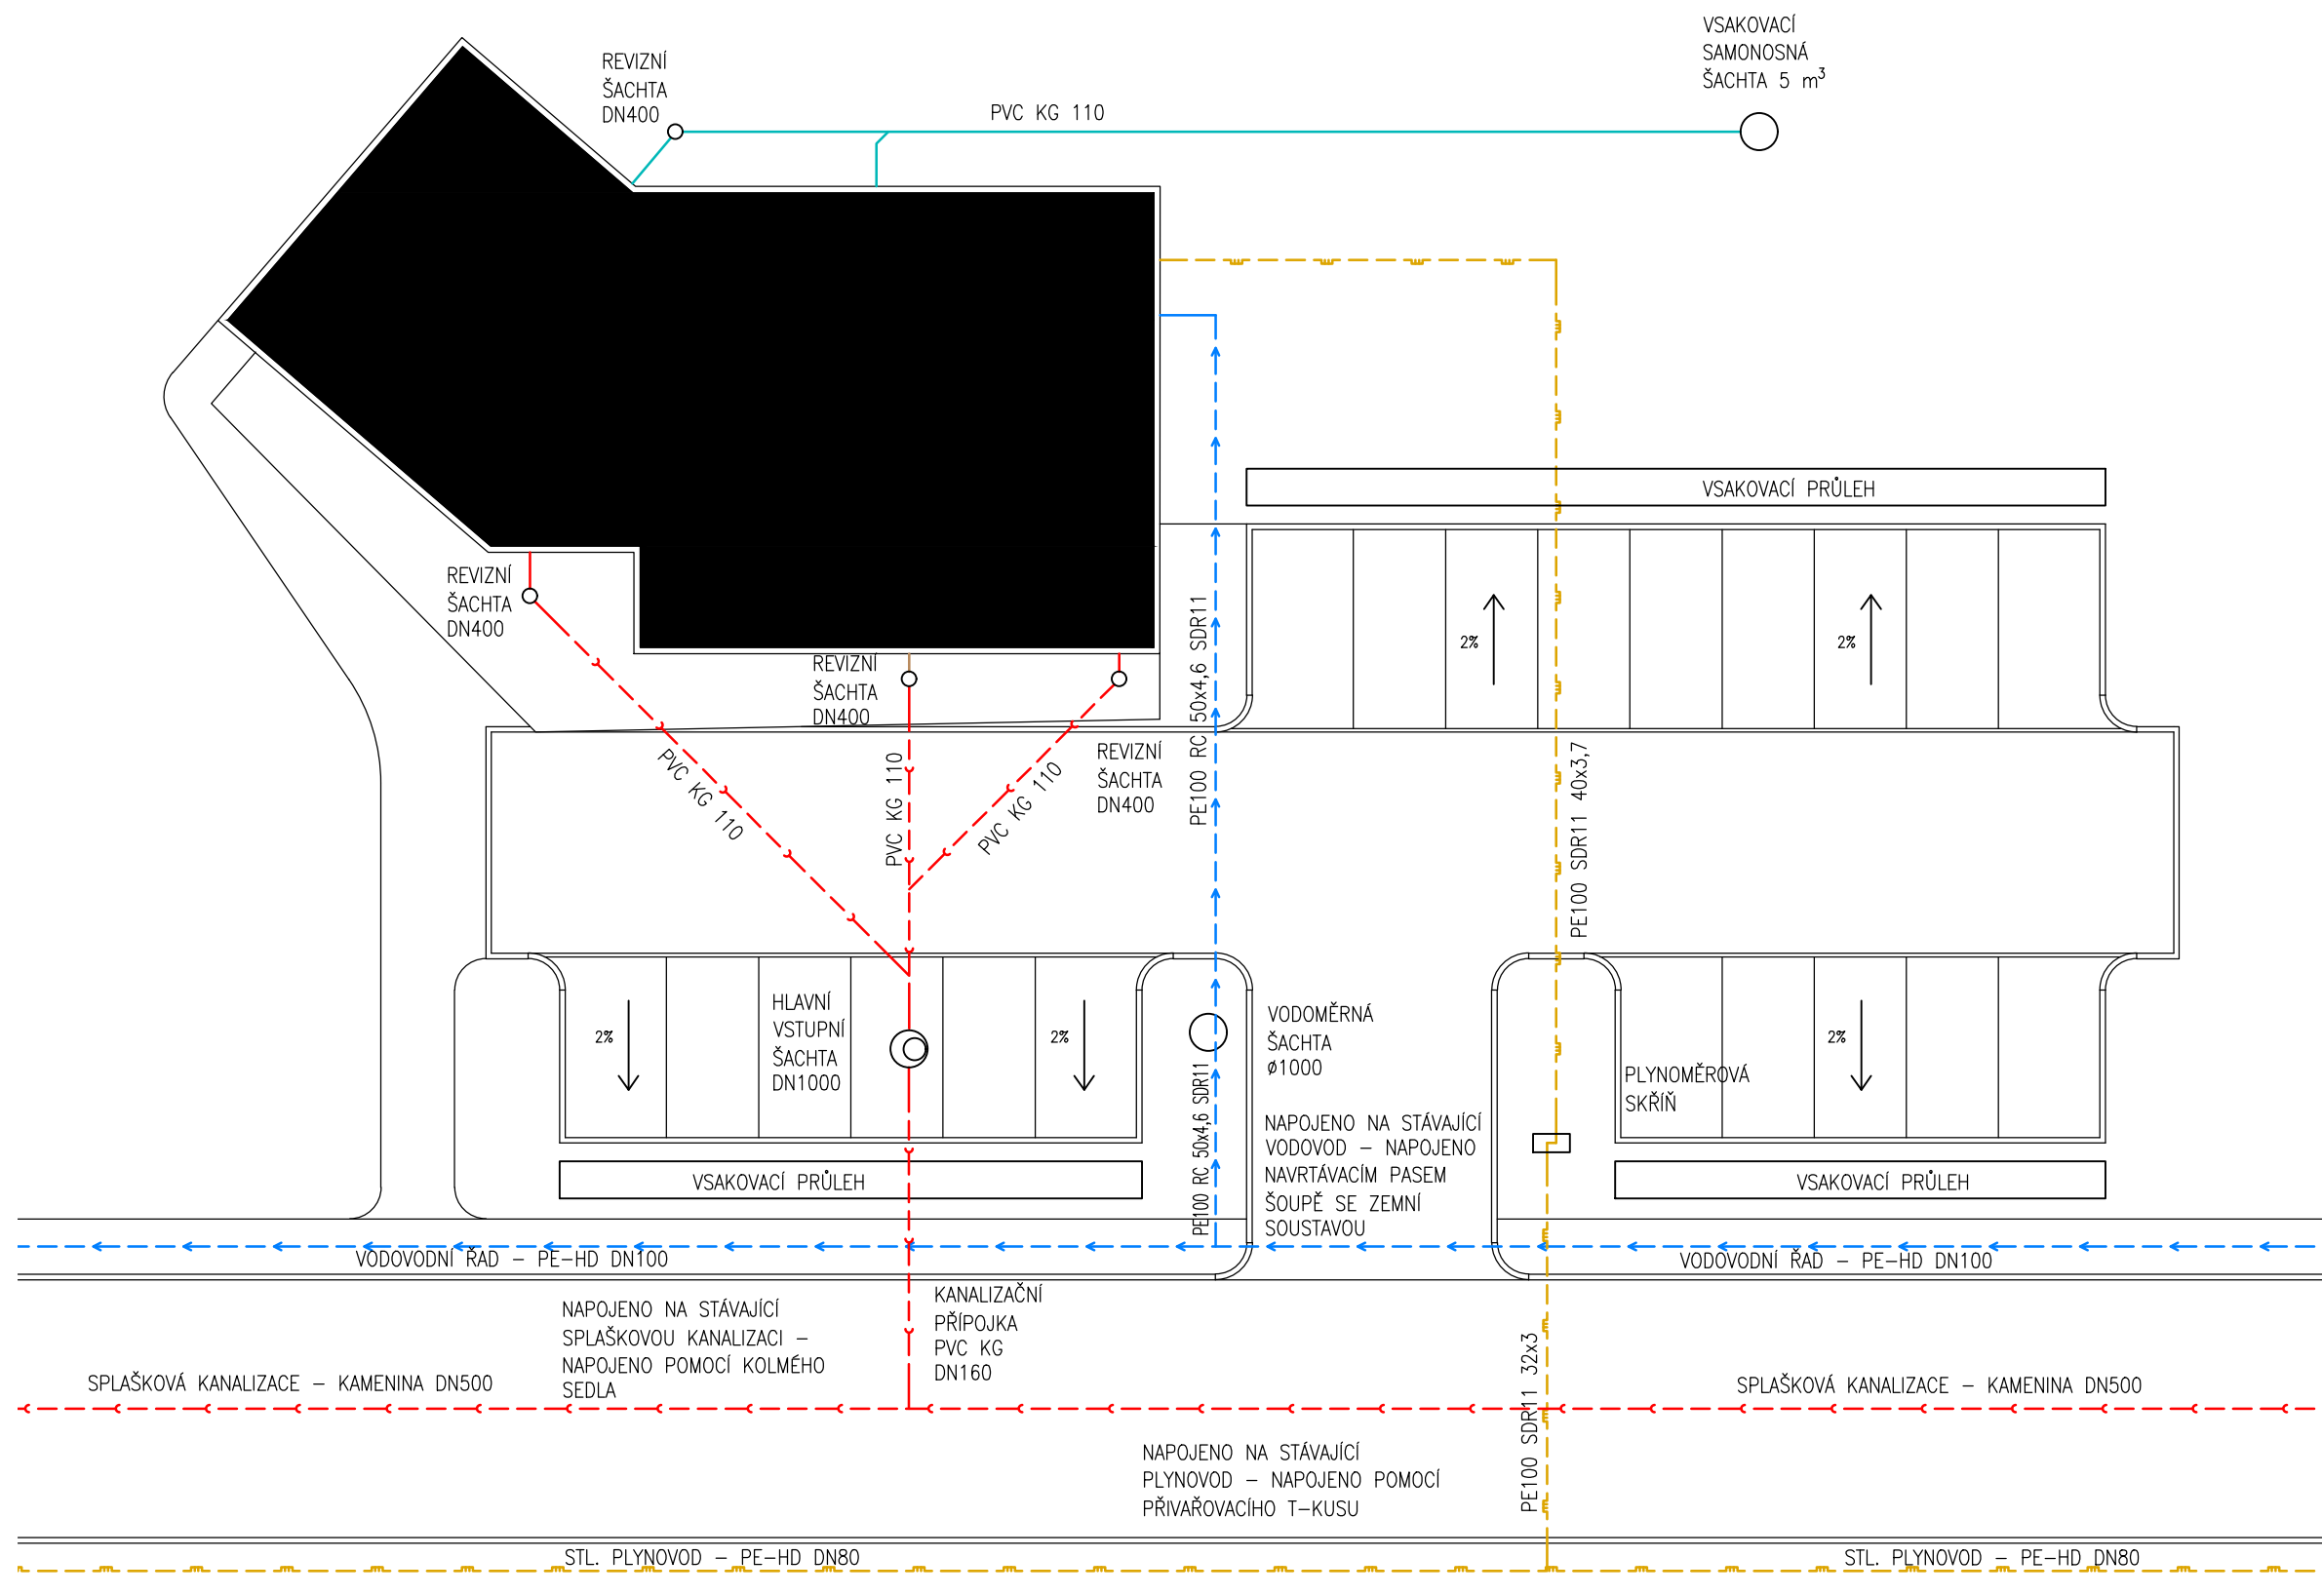 VSAKOVACÍ
SAMONOSNÁ
ŠACHTA 5 m³
REVIZNÍ
ŠACHTA
DN400
PVC KG 110
VSAKOVACÍ PRŮLEH
REVIZNÍ
ŠACHTA
DN400
REVIZNÍ
ŠACHTA
DN400
REVIZNÍ
ŠACHTA
DN400
PE100 RC 50x4,6 SDR11
2%
2%
PVC KG 110
PVC KG 110
PVC KG 110
PE100 SDR11 40x3,7
HLAVNÍ
VSTUPNÍ
ŠACHTA
DN1000
2%
2%
VODOMĚRNÁ
ŠACHTA
ø1000
2%
PLYNOMĚROVÁ
SKŘÍŇ
PE100 RC 50x4,6 SDR11
NAPOJENO NA STÁVAJÍCÍ
VODOVOD – NAPOJENO
NAVRTÁVACÍM PASEM
ŠOUPĚ SE ZEMNÍ
SOUSTAVOU
VSAKOVACÍ PRŮLEH
VSAKOVACÍ PRŮLEH
VODOVODNÍ ŘAD – PE–HD DN100
VODOVODNÍ ŘAD – PE–HD DN100
NAPOJENO NA STÁVAJÍCÍ
SPLAŠKOVOU KANALIZACI –
NAPOJENO POMOCÍ KOLMÉHO
SEDLA
KANALIZAČNÍ
PŘÍPOJKA
PVC KG
DN160
PE100 SDR11 32x3
SPLAŠKOVÁ KANALIZACE – KAMENINA DN500
SPLAŠKOVÁ KANALIZACE – KAMENINA DN500
NAPOJENO NA STÁVAJÍCÍ
PLYNOVOD – NAPOJENO POMOCÍ
PŘIVAŘOVACÍHO T–KUSU
STL. PLYNOVOD – PE–HD DN80
STL. PLYNOVOD – PE–HD DN80